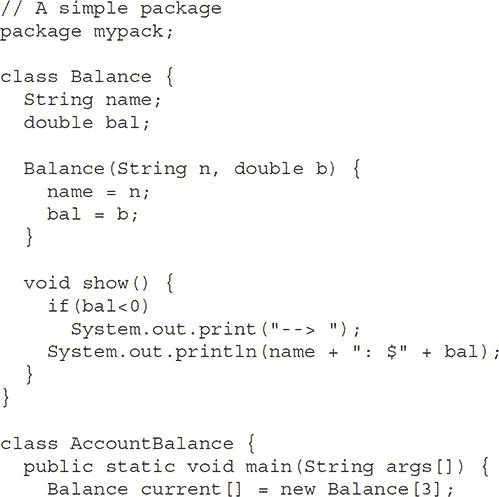 // A simple package
package mypack;

class Balance {
  String name;
  double bal;

  Balance(String n, double b) {
    name = n;
    bal = b;
  }

  void show() {
    if(bal<0)
      System.out.print("--> ");
    System.out.println(name + ": $" + bal);
  }
}

class AccountBalance {
  public static void main(String args[]) {
    Balance current[] = new Balance[3];